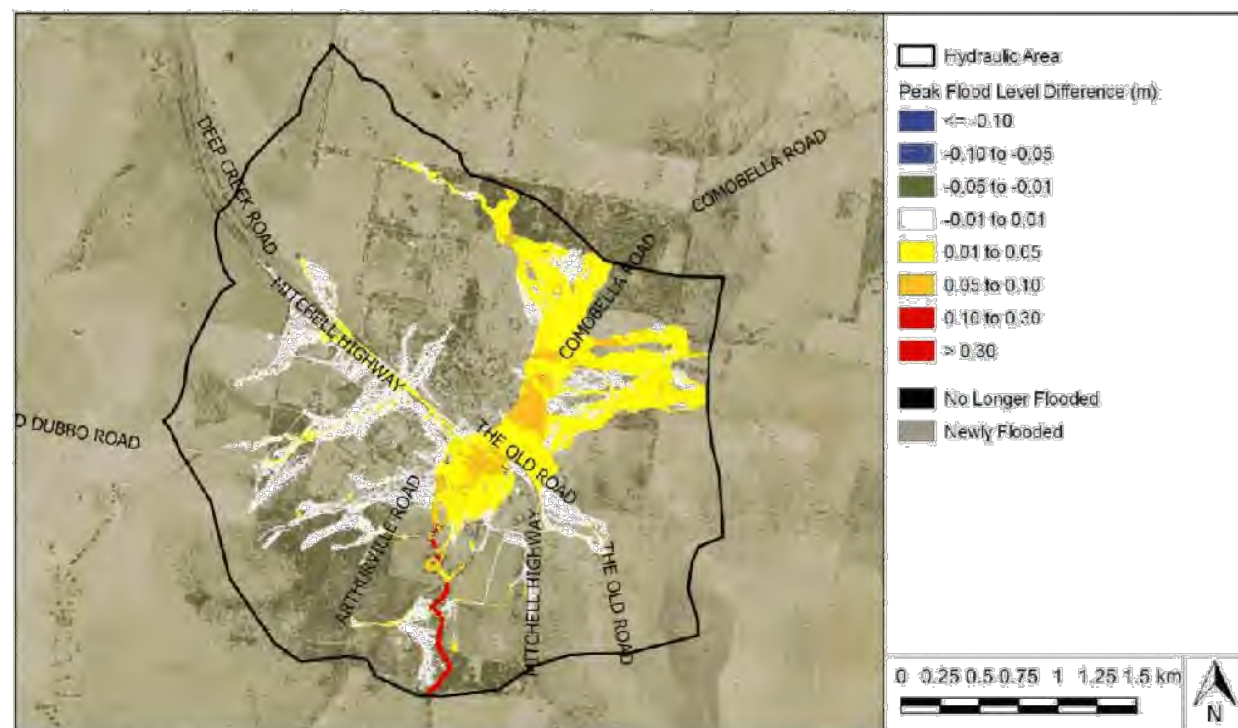 Hydraulic Area
Peak Flood Level Difference (m)
<= -0.10
-0.10 to -0.05
-0.05 to -0.01
-0.01 to 0.01
0.01 to 0.05
0.05 to 0.10
0.10 to 0.30
> 0.30
No Longer Flooded
Newly Flooded
DEEP CREEK ROAD
COMOBELLA ROAD
COMOBELLA ROAD
MITCHELL HIGHWAY
D DUBBO ROAD
THE OLD ROAD
ARTHURVILLE ROAD
MITCHELL HIGHWAY
THE OLD ROAD
0 0.25 0.5 0.75 1 1.25 1.5 km
N